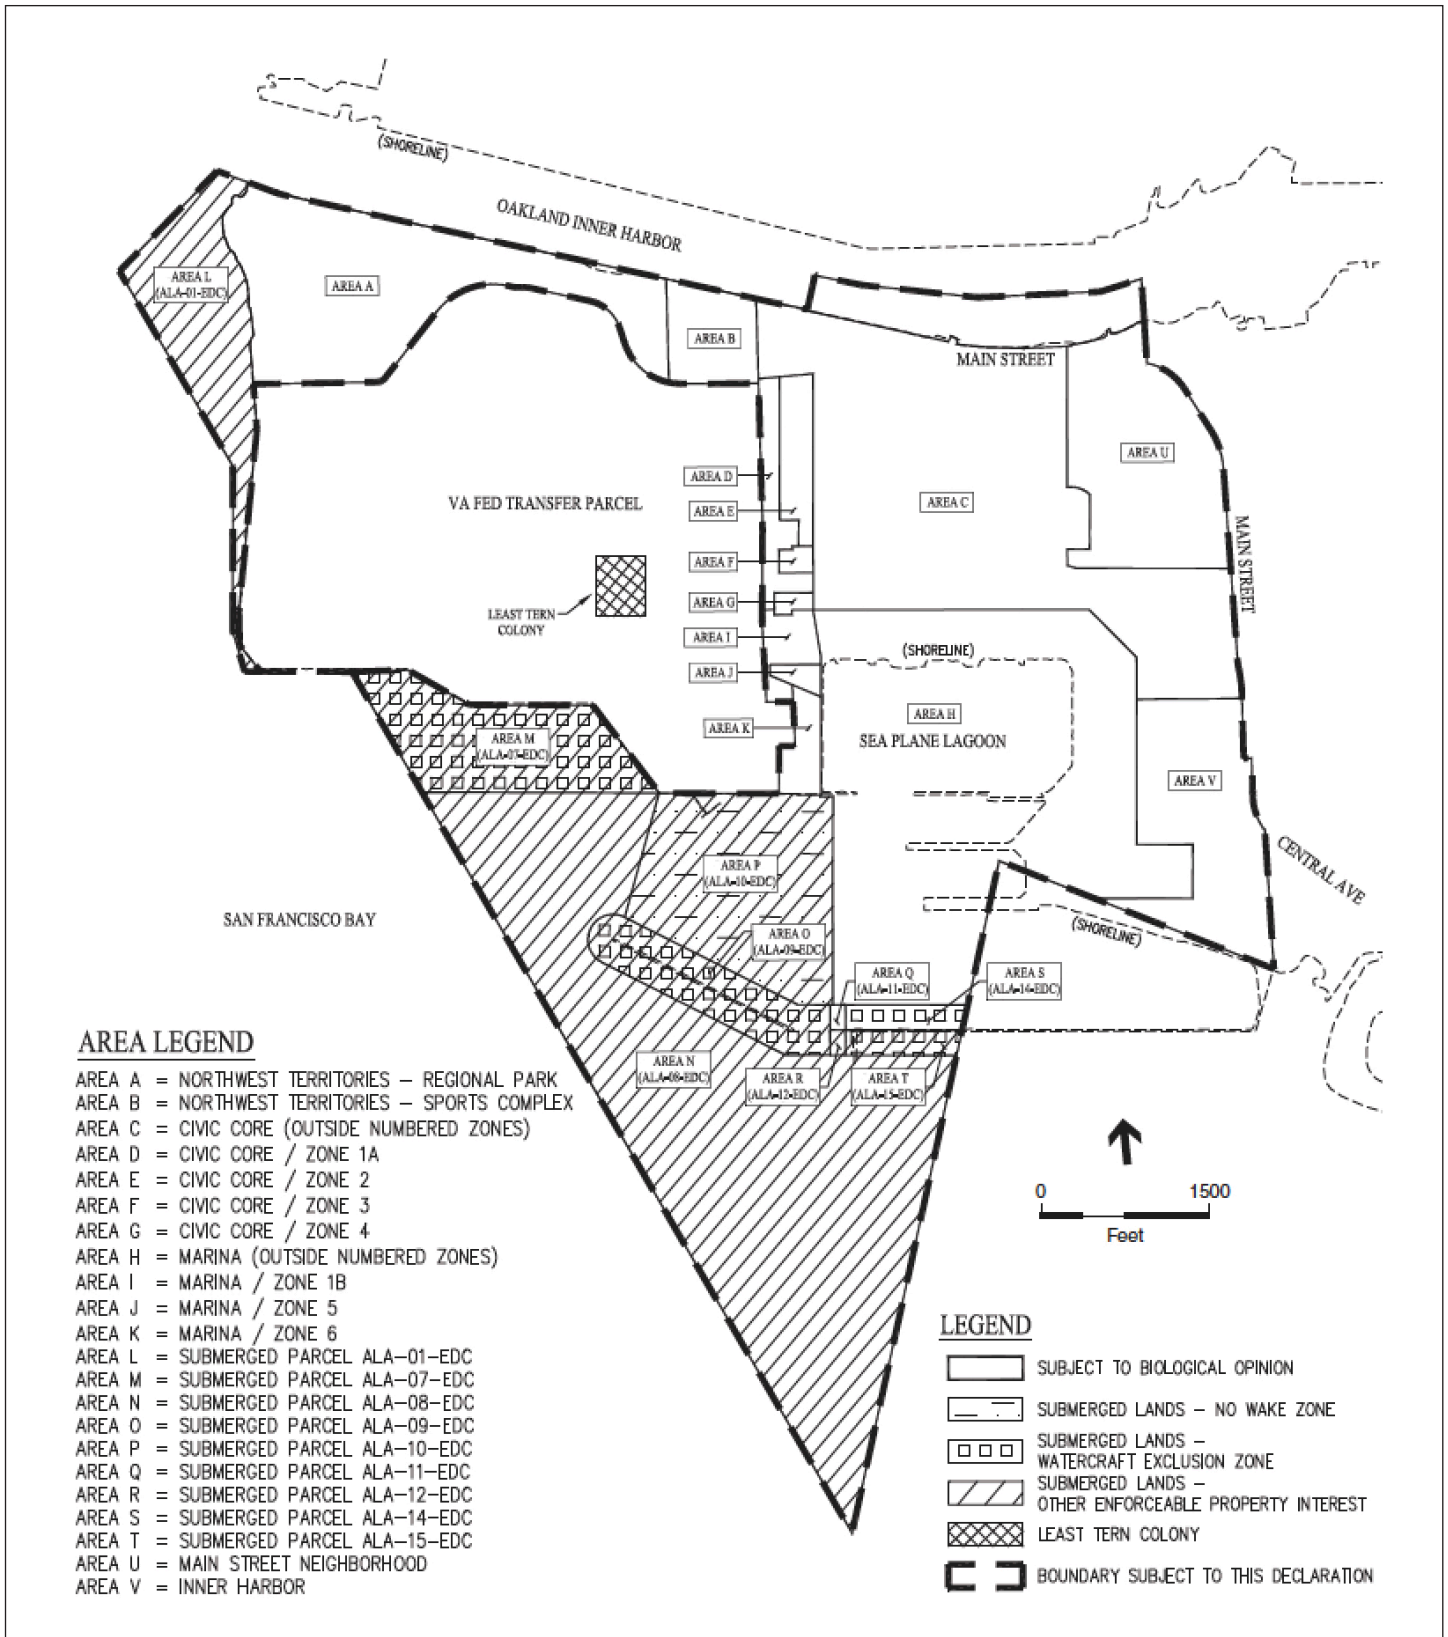 (SHORELINE)
OAKLAND INNER HARBOR
AREA L
(ALA-01-EDC)
AREA A
AREA B
MAIN STREET
AREA U
AREA D
AREA C
VA FED TRANSFER PARCEL
AREA E
MAIN STREET
AREA F
AREA G
LEAST TERN
COLONY
AREA I
(SHORELINE)
AREA J
AREA H
AREA K
SEA PLANE LAGOON
AREA M
(ALA-07-EDC)
AREA V
AREA P
(ALA-10-EDC)
CENTRAL AVE
SAN FRANCISCO BAY
(SHORELINE)
AREA O
(ALA-09-EDC)
AREA Q
(ALA-11-EDC)
AREA S
(ALA-14-EDC)
AREA N
(ALA-08-EDC)
AREA R
(ALA-12-EDC)
AREA T
(ALA-15-EDC)
AREA LEGEND
AREA A = NORTHWEST TERRITORIES – REGIONAL PARK
AREA B = NORTHWEST TERRITORIES – SPORTS COMPLEX
AREA C = CIVIC CORE (OUTSIDE NUMBERED ZONES)
AREA D = CIVIC CORE / ZONE 1A
AREA E = CIVIC CORE / ZONE 2
AREA F = CIVIC CORE / ZONE 3
AREA G = CIVIC CORE / ZONE 4
AREA H = MARINA (OUTSIDE NUMBERED ZONES)
AREA I = MARINA / ZONE 1B
AREA J = MARINA / ZONE 5
AREA K = MARINA / ZONE 6
AREA L = SUBMERGED PARCEL ALA-01-EDC
AREA M = SUBMERGED PARCEL ALA-07-EDC
AREA N = SUBMERGED PARCEL ALA-08-EDC
AREA O = SUBMERGED PARCEL ALA-09-EDC
AREA P = SUBMERGED PARCEL ALA-10-EDC
AREA Q = SUBMERGED PARCEL ALA-11-EDC
AREA R = SUBMERGED PARCEL ALA-12-EDC
AREA S = SUBMERGED PARCEL ALA-14-EDC
AREA T = SUBMERGED PARCEL ALA-15-EDC
AREA U = MAIN STREET NEIGHBORHOOD
AREA V = INNER HARBOR
0 1500
Feet
LEGEND
SUBJECT TO BIOLOGICAL OPINION
SUBMERGED LANDS – NO WAKE ZONE
SUBMERGED LANDS –
WATERCRAFT EXCLUSION ZONE
SUBMERGED LANDS –
OTHER ENFORCEABLE PROPERTY INTEREST
LEAST TERN COLONY
BOUNDARY SUBJECT TO THIS DECLARATION